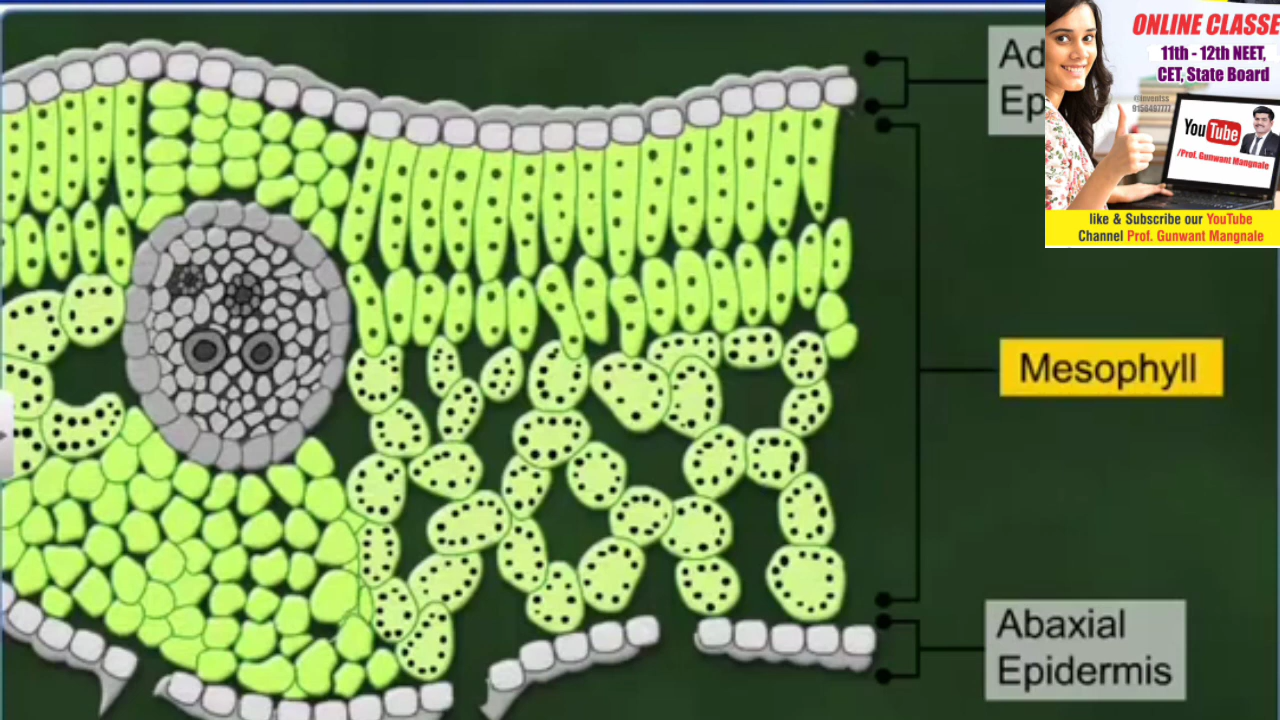 Ad
Ep
ONLINE CLASSE
11th - 12th NEET,
CET, State Board
9156467777
YouTube
/Prof. Gunwant Mangnale
like & Subscribe our YouTube
Channel Prof. Gunwant Mangnale
Mesophyll
Abaxial
Epidermis